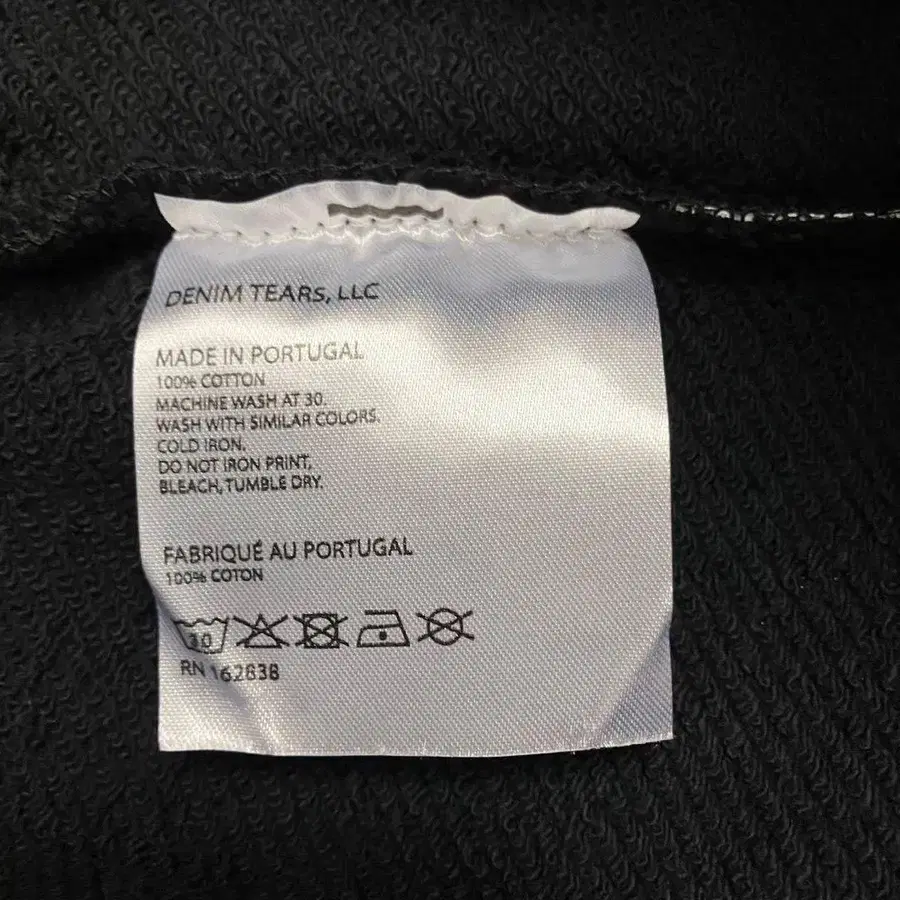 DENIM TEARS, LLC
MADE IN PORTUGAL
100% COTTON
MACHINE WASH AT 30.
WASH WITH SIMILAR COLORS.
COLD IRON.
DO NOT IRON PRINT,
BLEACH, TUMBLE DRY.
FABRIQUÉ AU PORTUGAL
100% COTON
30
RN 162838